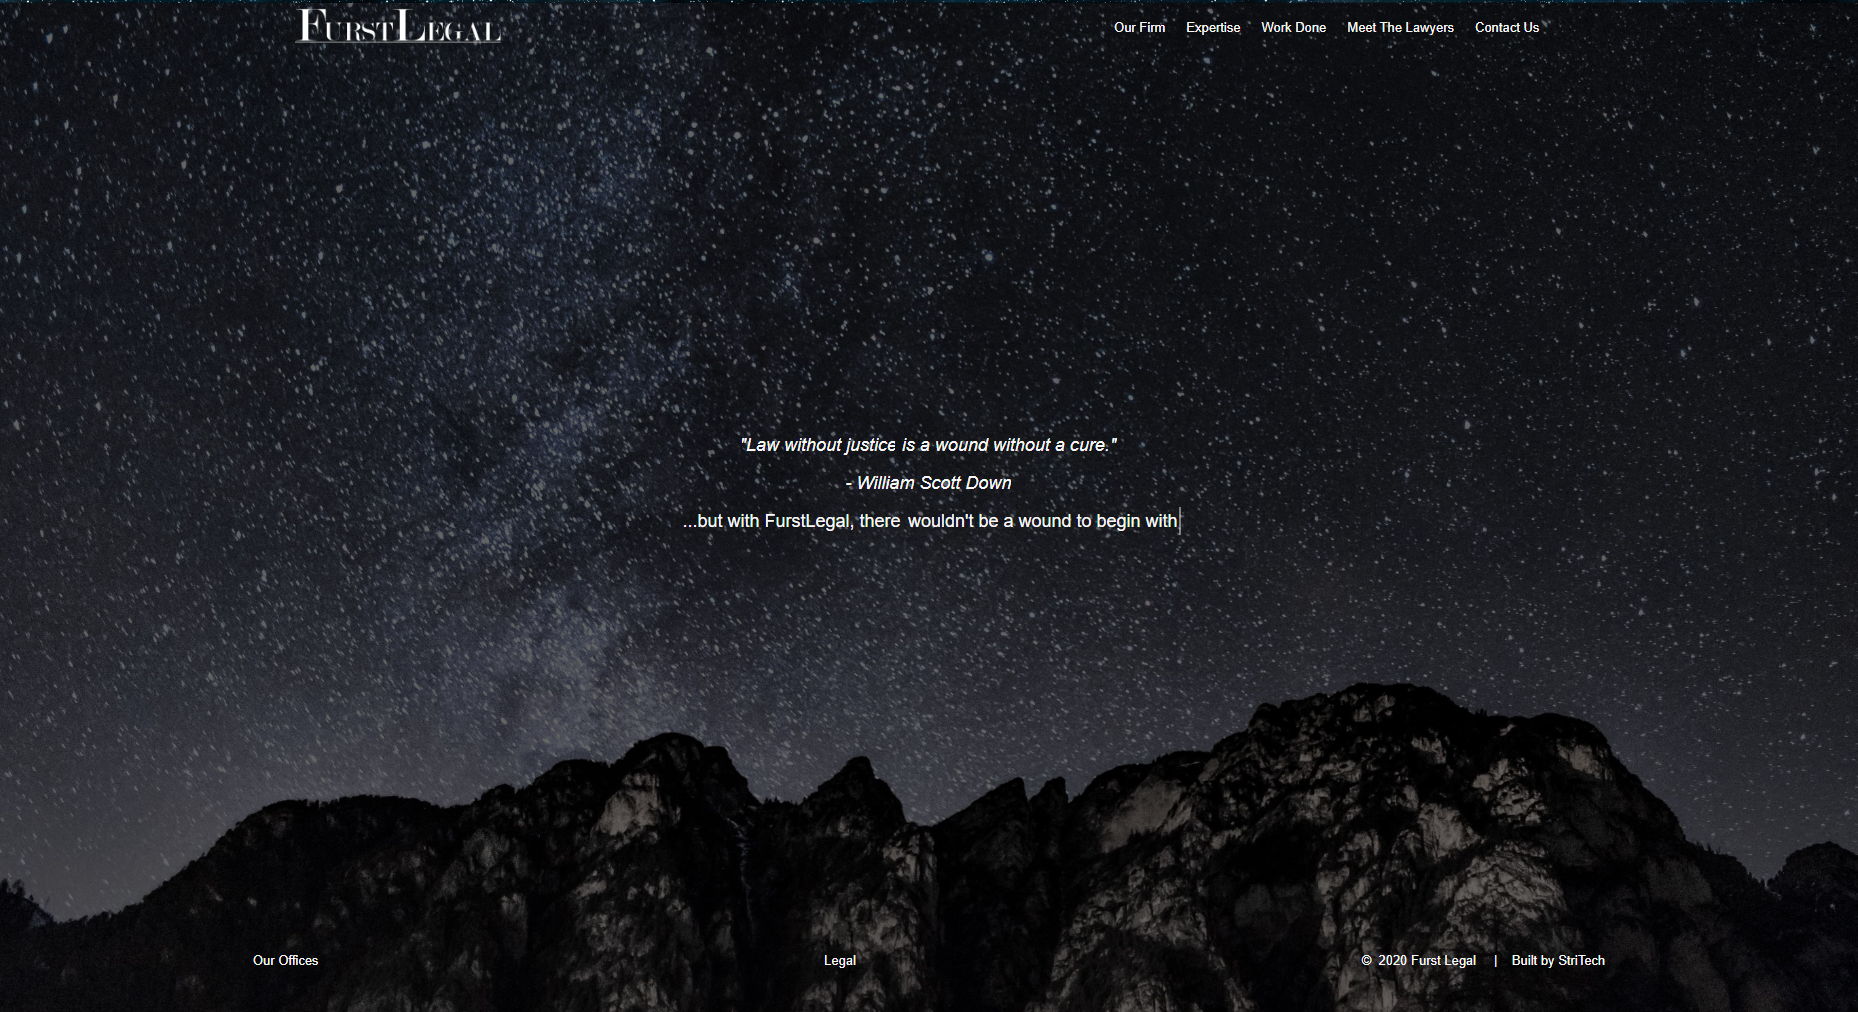 FURSTLEGAL
Our Firm Expertise Work Done Meet The Lawyers Contact Us
"Law without justice is a wound without a cure."
- William Scott Down
...but with FurstLegal, there wouldn't be a wound to begin with
Our Offices Legal © 2020 Furst Legal | Built by StriTech